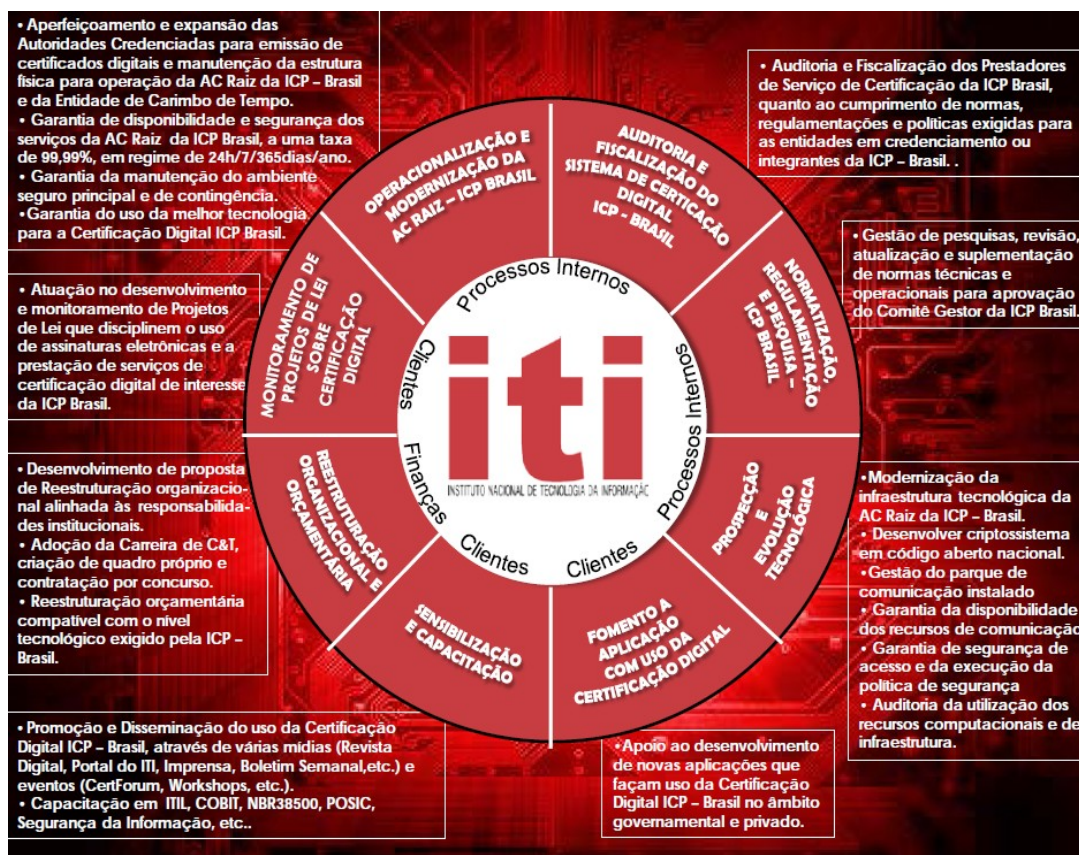 • Aperfeiçoamento e expansão das
Autoridades Credenciadas para emissão de
certificados digitais e manutenção da estrutura
física para operação da AC Raiz da ICP – Brasil
e da Entidade de Carimbo de Tempo.
• Garantia de disponibilidade e segurança dos
serviços da AC Raiz da ICP Brasil, a uma taxa
de 99,99%, em regime de 24h/7/365dias/ano.
• Garantia da manutenção do ambiente
seguro principal e de contingência.
•Garantia do uso da melhor tecnologia
para a Certificação Digital ICP Brasil.
• Auditoria e Fiscalização dos Prestadores
de Serviço de Certificação da ICP Brasil,
quanto ao cumprimento de normas,
regulamentações e políticas exigidas para
as entidades em credenciamento ou
integrantes da ICP – Brasil. .
OPERACIONALIZAÇÃO E
MODERNIZAÇÃO DA
AC RAIZ – ICP BRASIL
AUDITORIA E
FISCALIZAÇÃO DO
SISTEMA DE CERTICAÇÃO
DIGITAL
ICP - BRASIL
• Gestão de pesquisas, revisão,
atualização e suplementação
de normas técnicas e
operacionais para aprovação
do Comitê Gestor da ICP Brasil.
• Atuação no desenvolvimento
e monitoramento de Projetos
de Lei que disciplinem o uso
de assinaturas eletrônicas e a
prestação de serviços de
certificação digital de interesse
da ICP Brasil.
MONITORAMENTO DE
PROJETOS DE LEI
SOBRE
CERTIFICAÇÃO
DIGITAL
NORMATIZAÇÃO,
REGULAMENTAÇÃO
E PESQUISA –
ICP BRASIL
Processos Internos
Processos Internos
Clientes
Finanças
Clientes
Clientes
iti
INSTITUTO NACIONAL DE TECNOLOGIA DA INFORMAÇÃO
• Desenvolvimento de proposta
de Reestruturação organizacio-
nal alinhada às responsabilida-
des institucionais.
• Adoção da Carreira de C&T,
criação de quadro próprio e
contratação por concurso.
• Reestruturação orçamentária
compatível com o nível
tecnológico exigido pela ICP –
Brasil.
REESTRUTURAÇÃO
ORGANIZACIONAL E
ORÇAMENTÁRIA
PROSPECÇÃO
E
EVOLUÇÃO
TECNOLÓGICA
• Modernização da
infraestrutura tecnológica da
AC Raiz da ICP – Brasil.
• Desenvolver criptossistema
em código aberto nacional.
•Gestão do parque de
comunicação instalado
• Garantia da disponibilidade
dos recursos de comunicação
• Garantia de segurança de
acesso e da execução da
política de segurança
• Auditoria da utilização dos
recursos computacionais e de
infraestrutura.
SENSIBILIZAÇÃO
E CAPACITAÇÃO
FOMENTO A
APLICAÇÃO
COM USO DA
CERTIFICAÇÃO DIGITAL
• Promoção e Disseminação do uso da Certificação
Digital ICP – Brasil, através de várias mídias (Revista
Digital, Portal do ITI, Imprensa, Boletim Semanal,etc.) e
eventos (CertForum, Workshops, etc.).
• Capacitação em ITIL, COBIT, NBR38500, POSIC,
Segurança da Informação, etc..
•Apoio ao desenvolvimento
de novas aplicações que
façam uso da Certificação
Digital ICP – Brasil no âmbito
governamental e privado.